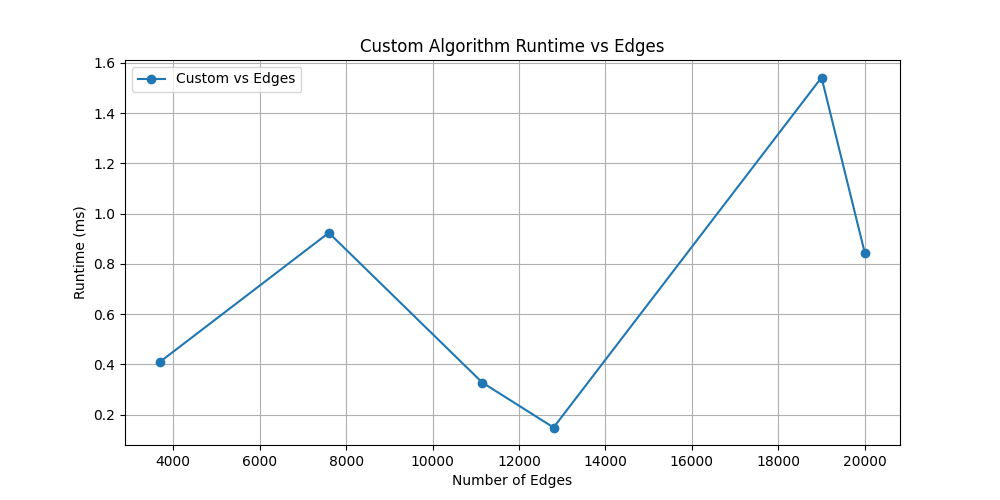 Custom Algorithm Runtime vs Edges
Custom vs Edges
Runtime (ms)
1.6
1.4
1.2
1.0
0.8
0.6
0.4
0.2
4000 6000 8000 10000 12000 14000 16000 18000 20000
Number of Edges